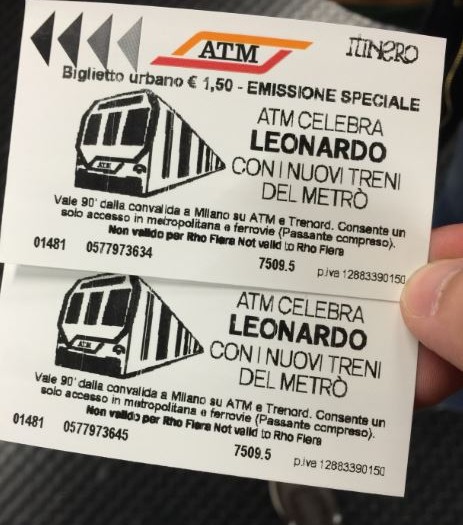 ATM
ITINERO
Biglietto urbano € 1,50 - EMISSIONE SPECIALE
ATM CELEBRA
LEONARDO
CON I NUOVI TRENI
DEL METRÒ
ATM
Vale 90' dalla convalida a Milano su ATM e Trenord. Consente un
solo accesso in metropolitana e ferrovie (Passante compreso).
Non valido per Rho Fiera Not valid to Rho Fiera
01481 0577973634 7509.5 p.iva 12883390150
ATM CELEBRA
LEONARDO
CON I NUOVI TRENI
DEL METRÒ
ATM
Vale 90' dalla convalida a Milano su ATM e Trenord. Consente un
solo accesso in metropolitana e ferrovie (Passante compreso).
Non valido per Rho Fiera Not valid to Rho Fiera
01481 0577973645 7509.5 p.iva 12883390150